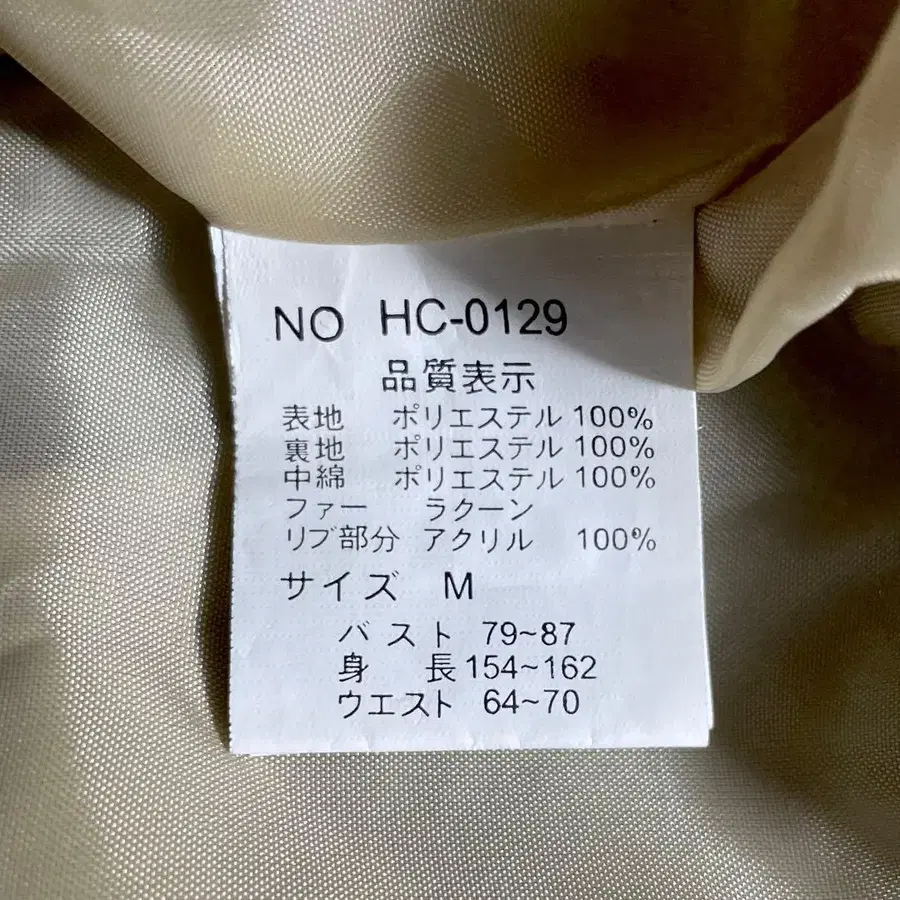 NO HC-0129
品質表示
表地 ポリエステル 100%
裏地 ポリエステル 100%
中綿 ポリエステル 100%
ファー ラクーン
リブ部分 アクリル 100%
サイズ M
バスト 79~87
身長 154~162
ウエスト 64~70